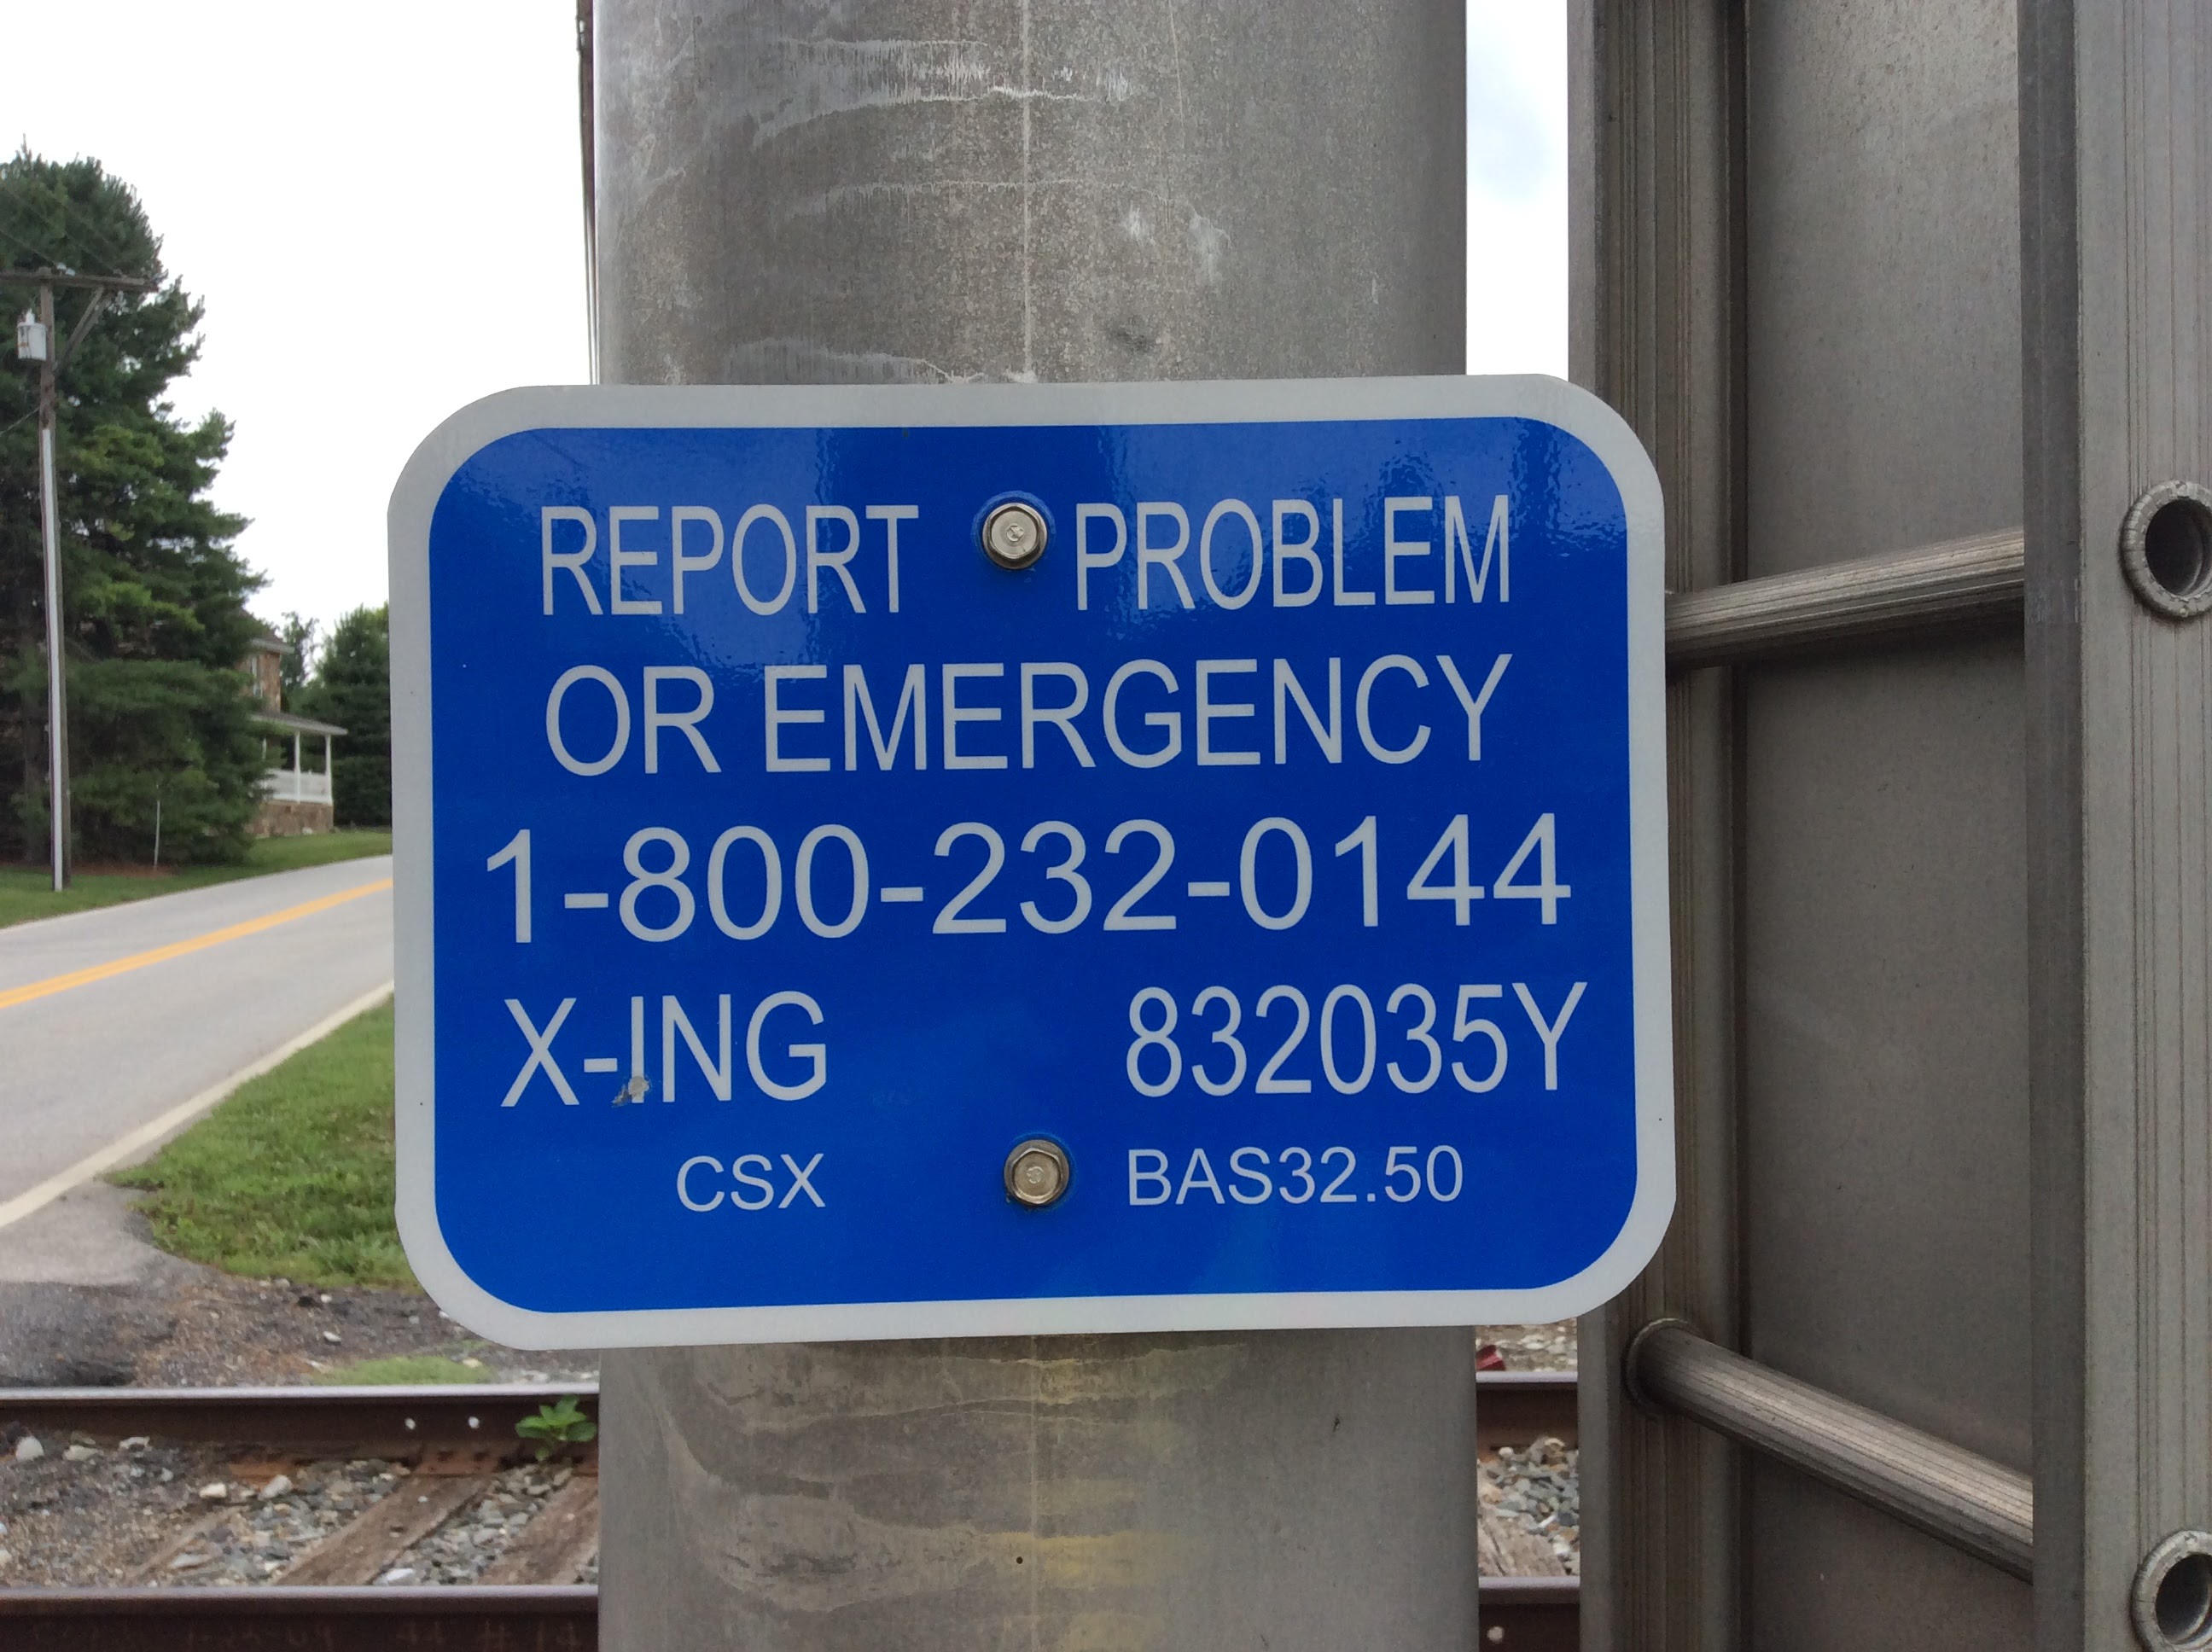 REPORT PROBLEM
OR EMERGENCY
1-800-232-0144
X-ING 832035Y
CSX BAS32.50